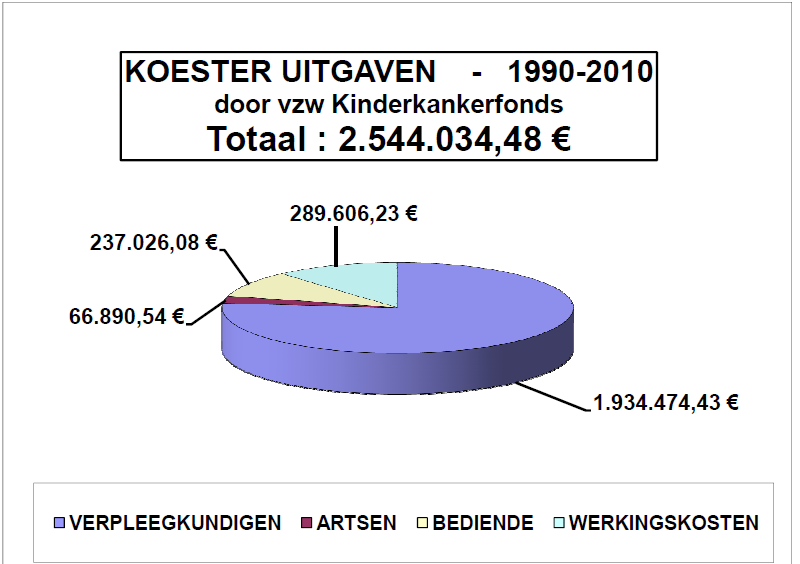 KOESTER UITGAVEN - 1990-2010
door vzw Kinderkankerfonds
Totaal : 2.544.034,48 €
289.606,23 €
237.026,08 €
66.890,54 €
1.934.474,43 €
VERPLEEGKUNDIGEN ARTSEN BEDIENDE WERKINGSKOSTEN